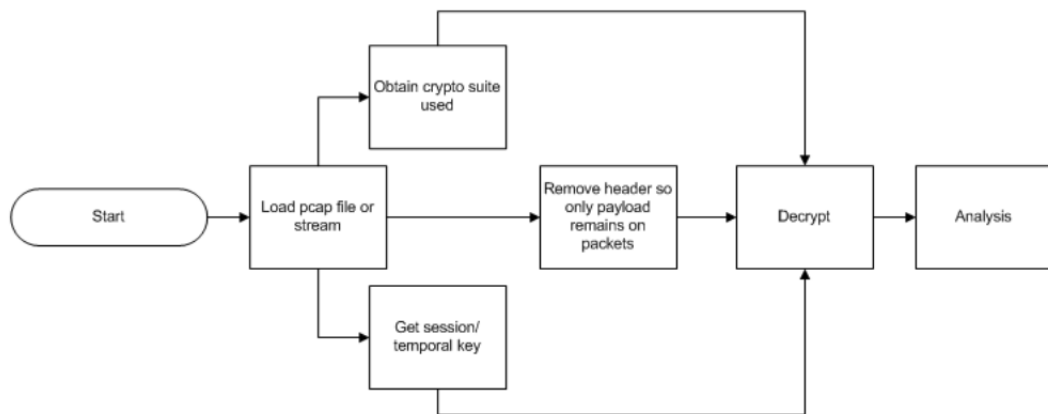 Start
Load pcap file or
stream
Obtain crypto suite
used
Get session/
temporal key
Remove header so
only payload
remains on
packets
Decrypt
Analysis